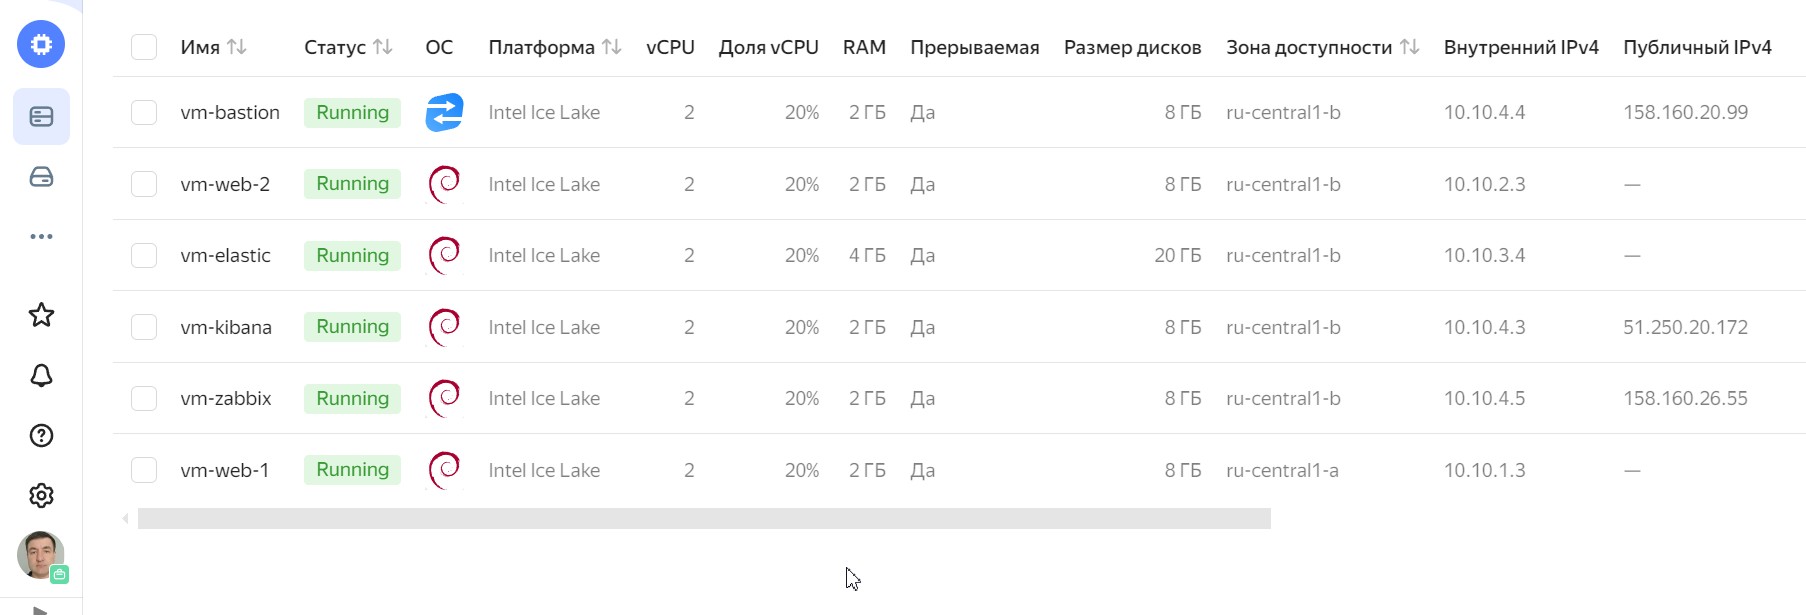 Имя Статус ОС Платформа vCPU Доля vCPU RAM Прерываемая Размер дисков Зона доступности Внутренний IPv4 Публичный IPv4
vm-bastion Running Intel Ice Lake 2 20% 2 ГБ Да 8 ГБ ru-central1-b 10.10.4.4 158.160.20.99
vm-web-2 Running Intel Ice Lake 2 20% 2 ГБ Да 8 ГБ ru-central1-b 10.10.2.3 —
vm-elastic Running Intel Ice Lake 2 20% 4 ГБ Да 20 ГБ ru-central1-b 10.10.3.4 —
vm-kibana Running Intel Ice Lake 2 20% 2 ГБ Да 8 ГБ ru-central1-b 10.10.4.3 51.250.20.172
vm-zabbix Running Intel Ice Lake 2 20% 2 ГБ Да 8 ГБ ru-central1-b 10.10.4.5 158.160.26.55
vm-web-1 Running Intel Ice Lake 2 20% 2 ГБ Да 8 ГБ ru-central1-a 10.10.1.3 —